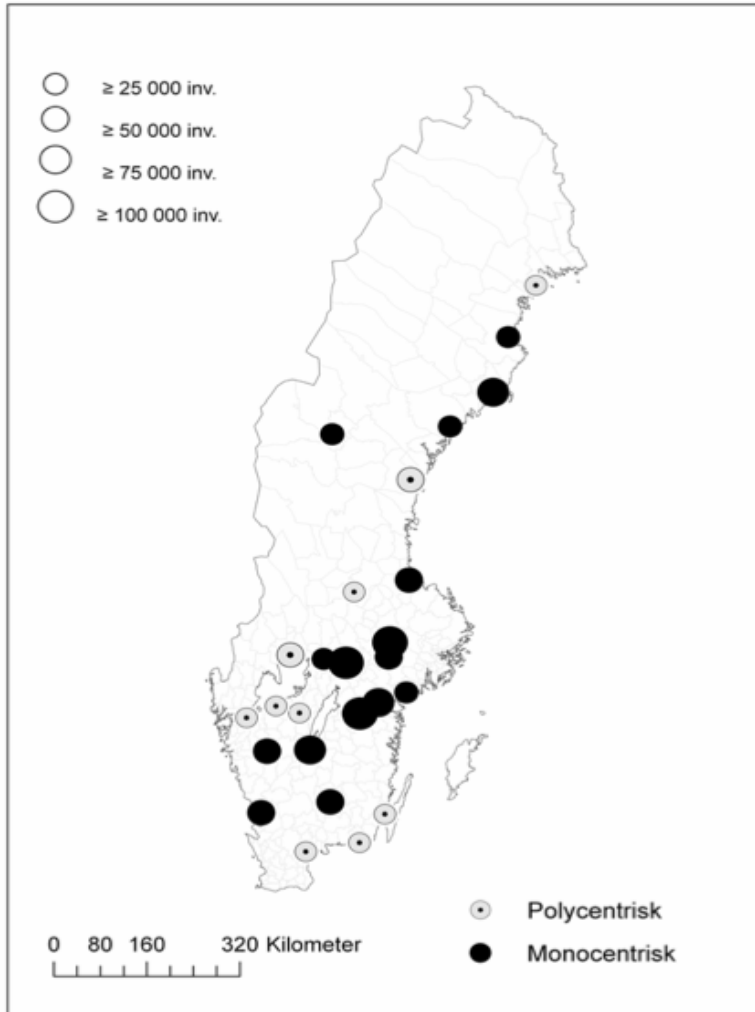 ≥ 25 000 inv.
≥ 50 000 inv.
≥ 75 000 inv.
≥ 100 000 inv.
Polycentrisk
Monocentrisk
0 80 160 320 Kilometer